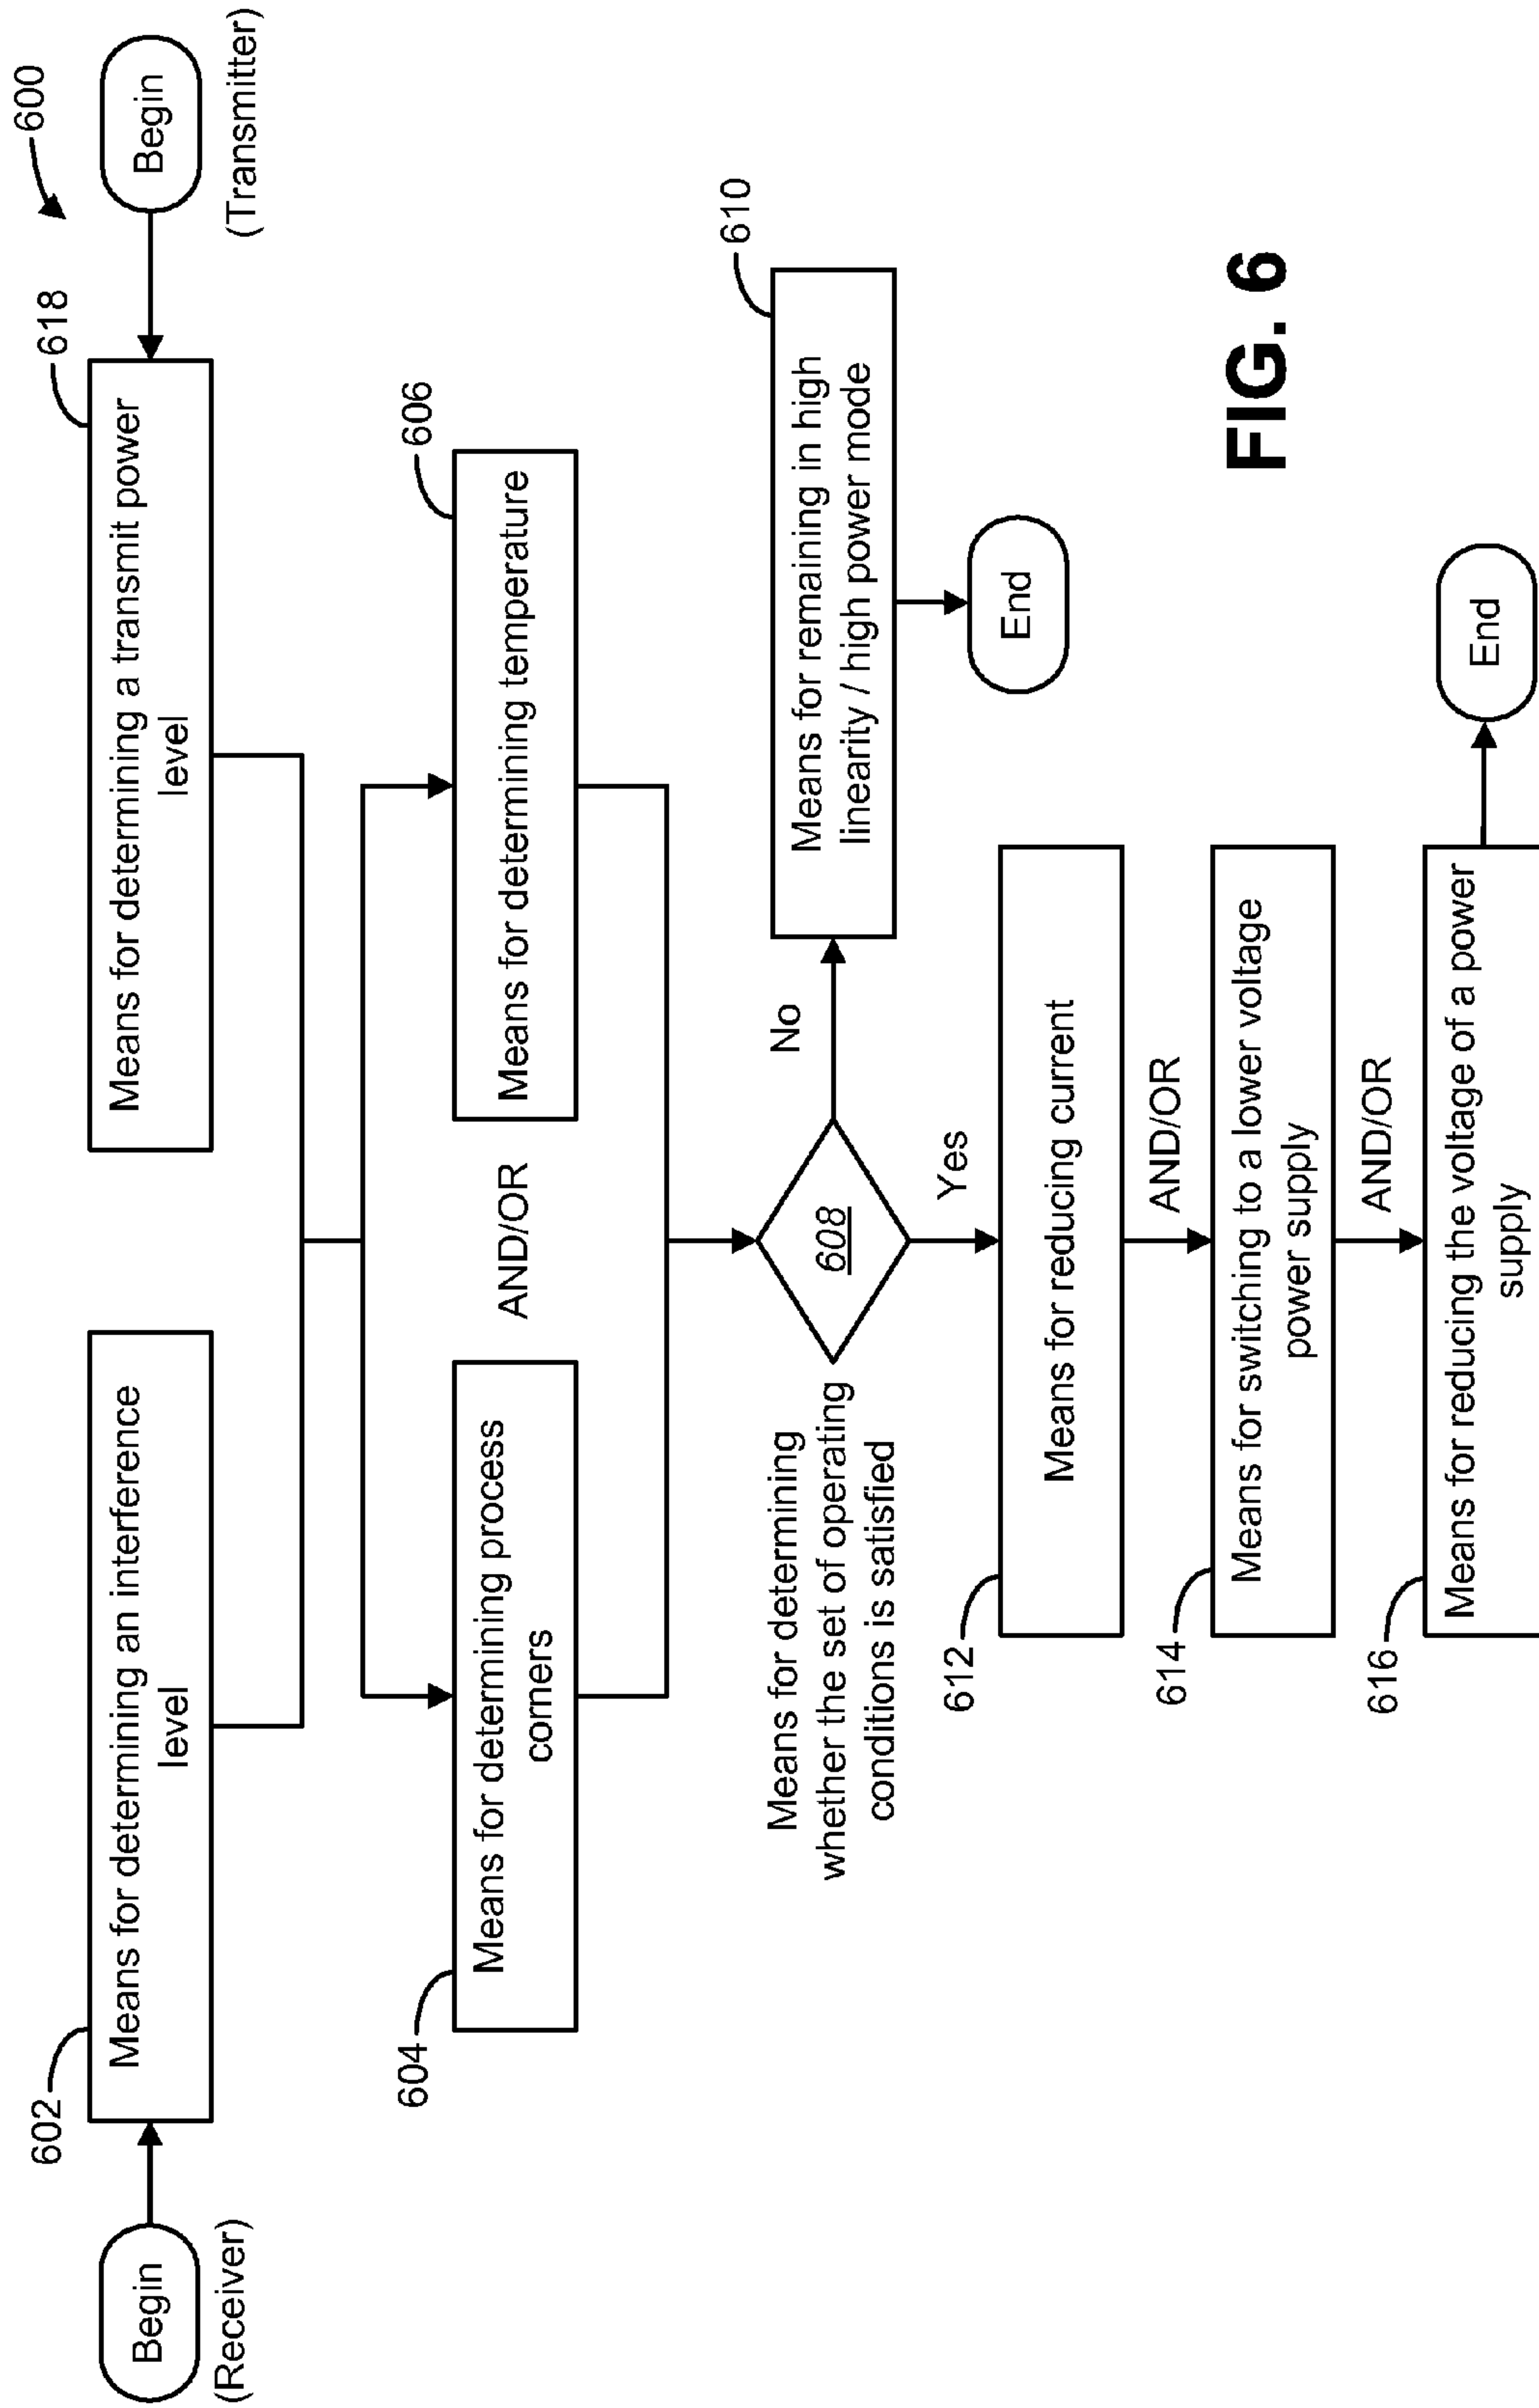 600
602
618
Begin
(Receiver)
Means for determining an interference
level
Means for determining a transmit power
level
Begin
(Transmitter)
604
606
Means for determining process
corners
AND/OR
Means for determining temperature
Means for determining
whether the set of operating
conditions is satisfied
608
No
610
Means for remaining in high
linearity / high power mode
Yes
End
612
Means for reducing current
AND/OR
614
Means for switching to a lower voltage
power supply
AND/OR
616
Means for reducing the voltage of a power
supply
End
FIG. 6